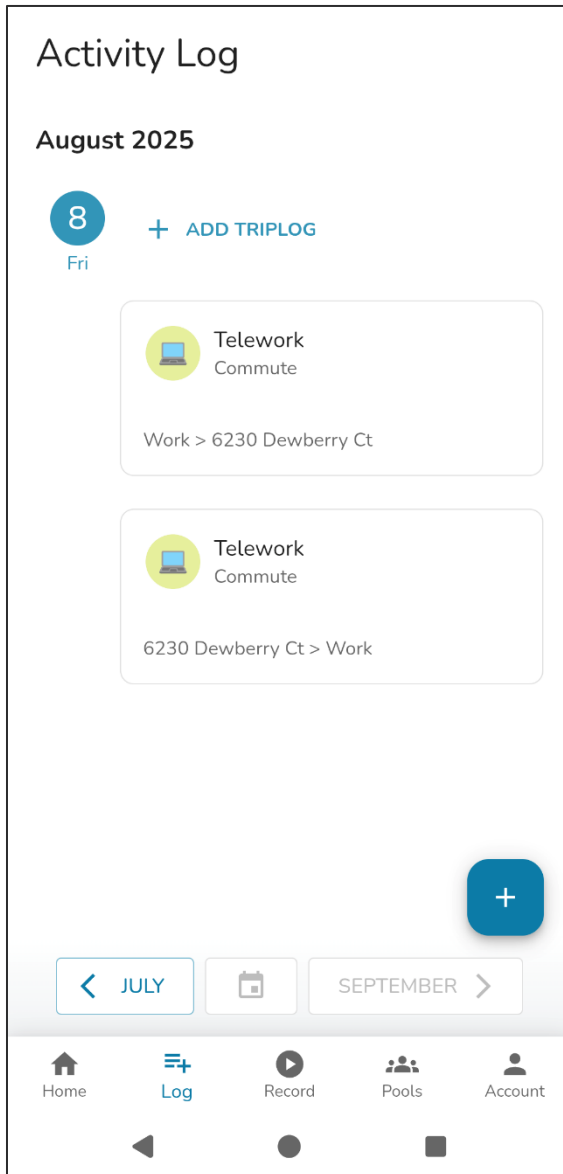 Activity Log
August 2025
8
Fri
+ ADD TRIPLOG
Telework
Commute
Work > 6230 Dewberry Ct
Telework
Commute
6230 Dewberry Ct > Work
+
< JULY
SEPTEMBER >
Home Log Record Pools Account